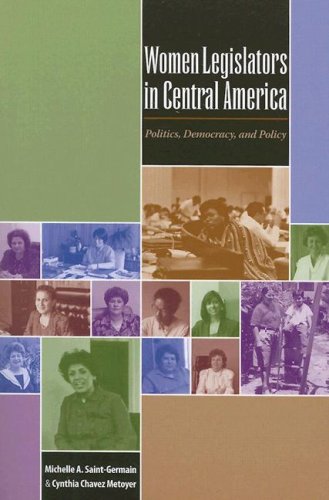 Women Legislators
in Central America
Politics, Democracy, and Policy
Michelle A. Saint-Germain
& Cynthia Chavez Metoyer